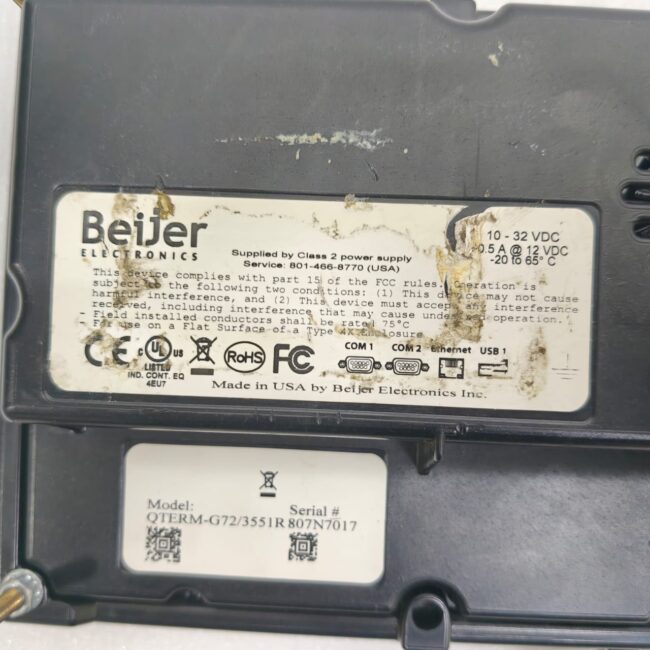 BeiJer
ELECTRONICS
10 - 32 VDC
0.5 A @ 12 VDC
-20 to 65° C
Supplied by Class 2 power supply
Service: 801-466-8770 (USA)
This device complies with part 15 of the FCC rules. Operation is
subject to the following two conditions: (1) This device may not cause
harmful interference, and (2) This device must accept any interference
received, including interference that may cause operation.
- Field installed conductors shall be rated 75°c
- For use on a Flat Surface of a Type 4X Enclosure
CE C UL US RoHS FC COM 1 COM 2 Ethernet USB 1
LISTED
IND. CONT. EQ
4EU7
Made in USA by Beijer Electronics Inc.
Model: Serial #
QTERM-G72/3551R 807N7017